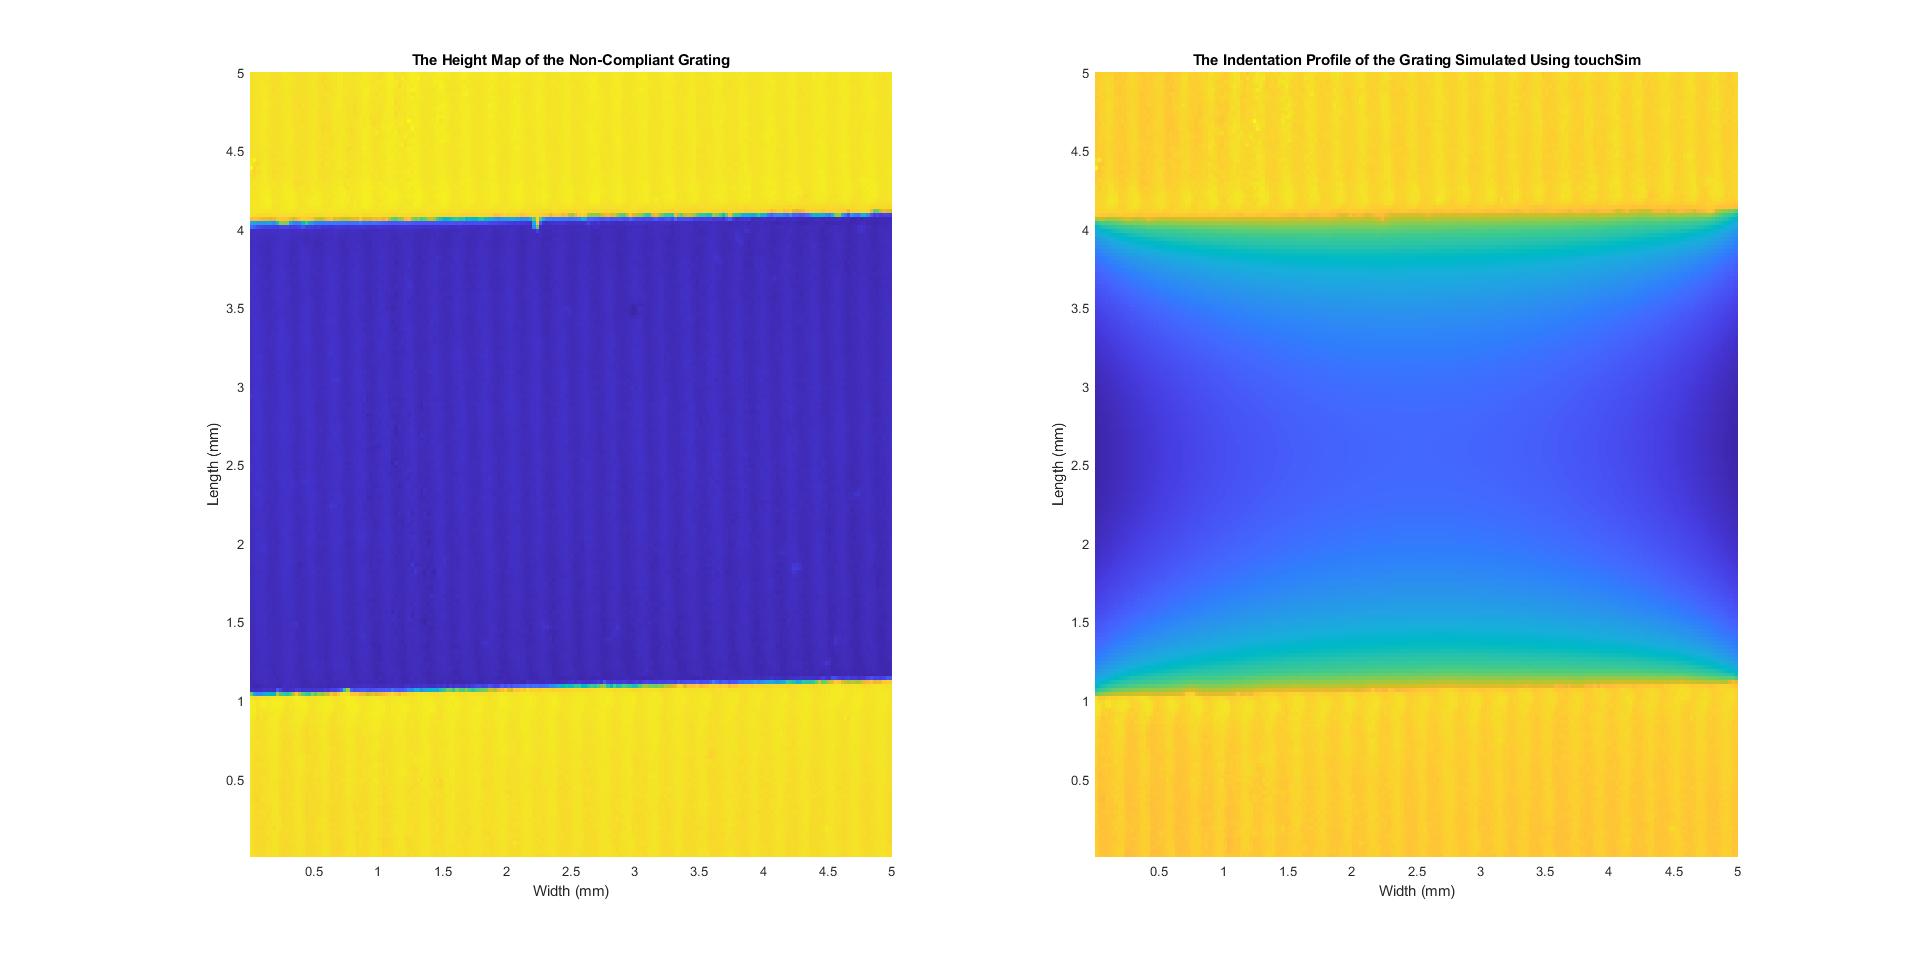 The Height Map of the Non-Compliant Grating
5
4.5
4
3.5
3
2.5
2
1.5
1
0.5
Length (mm)
0.5 1 1.5 2 2.5 3 3.5 4 4.5 5
Width (mm)
The Indentation Profile of the Grating Simulated Using touchSim
5
4.5
4
3.5
3
2.5
2
1.5
1
0.5
Length (mm)
0.5 1 1.5 2 2.5 3 3.5 4 4.5 5
Width (mm)